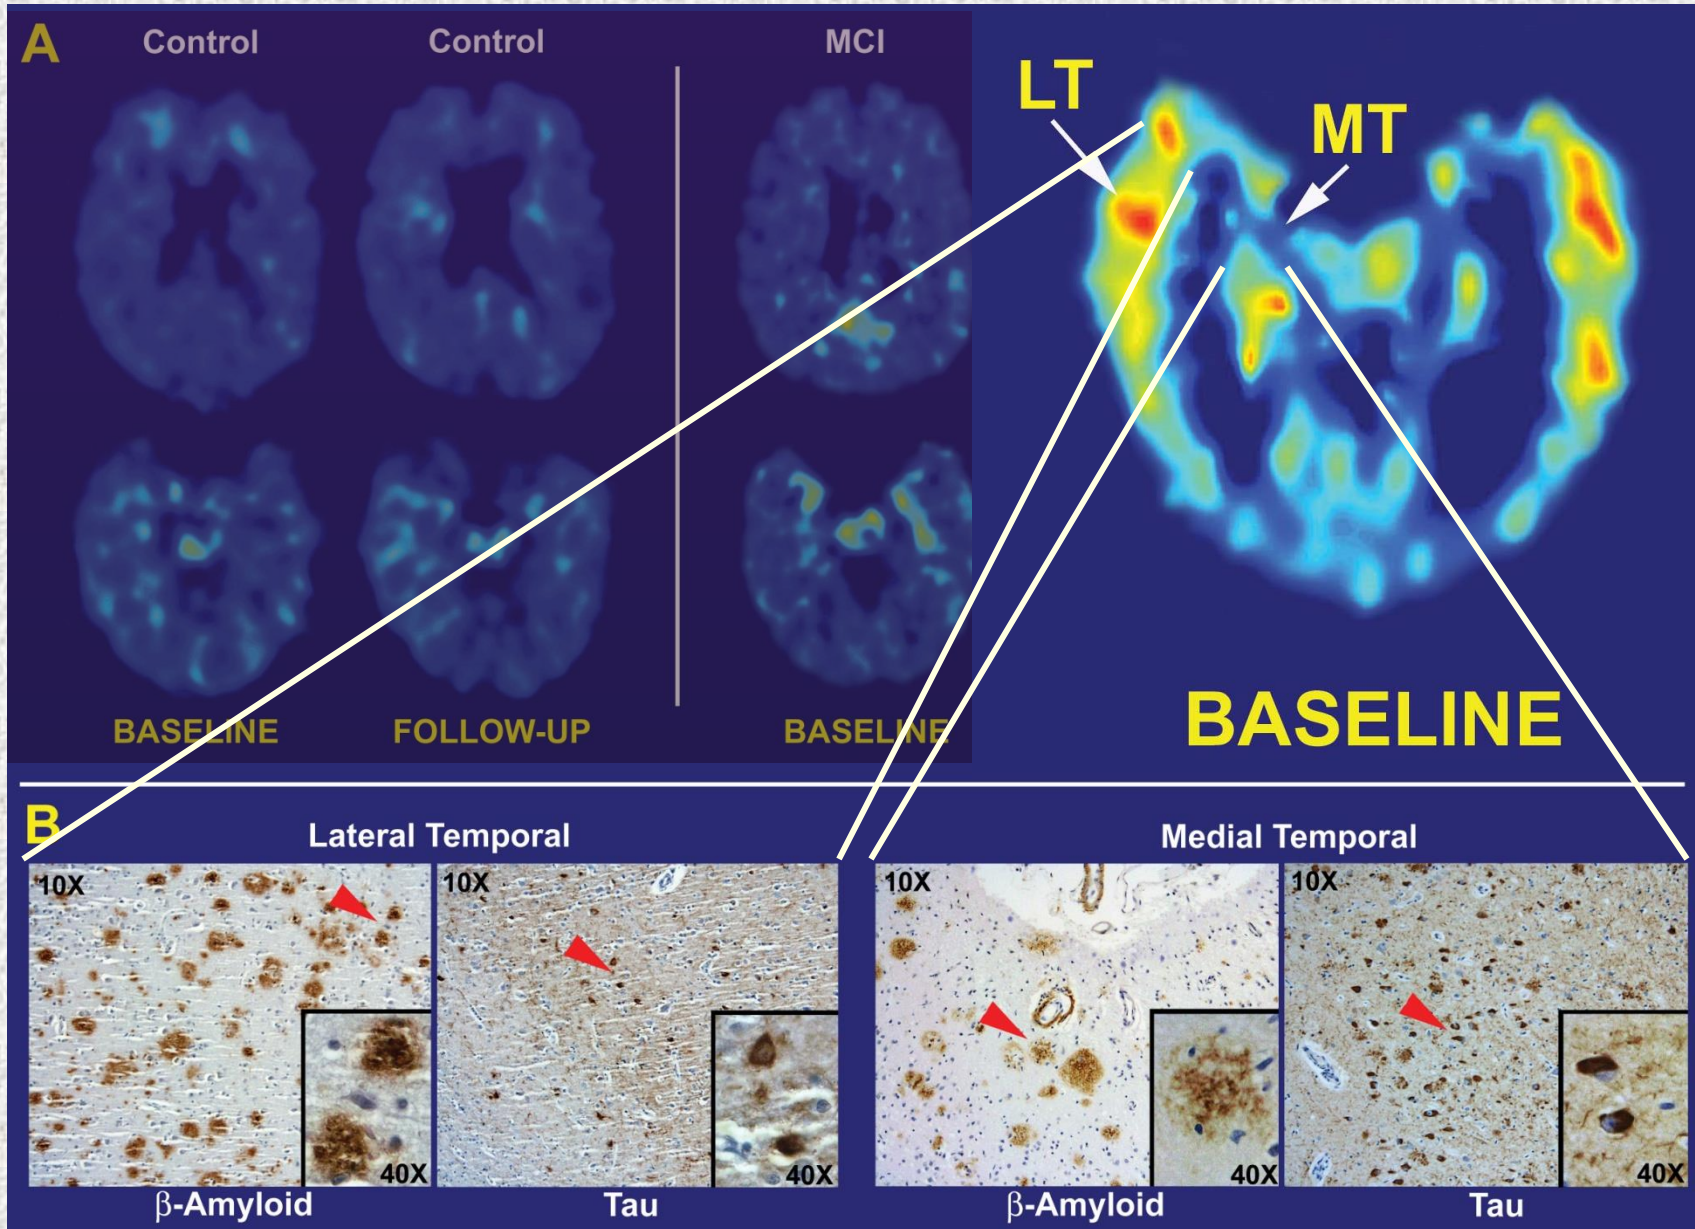 A
Control
Control
MCI
LT
MT
BASELINE
FOLLOW-UP
BASELINE
BASELINE
B
Lateral Temporal
Medial Temporal
10X
10X
10X
10X
40X
40X
40X
40X
β-Amyloid
Tau
β-Amyloid
Tau